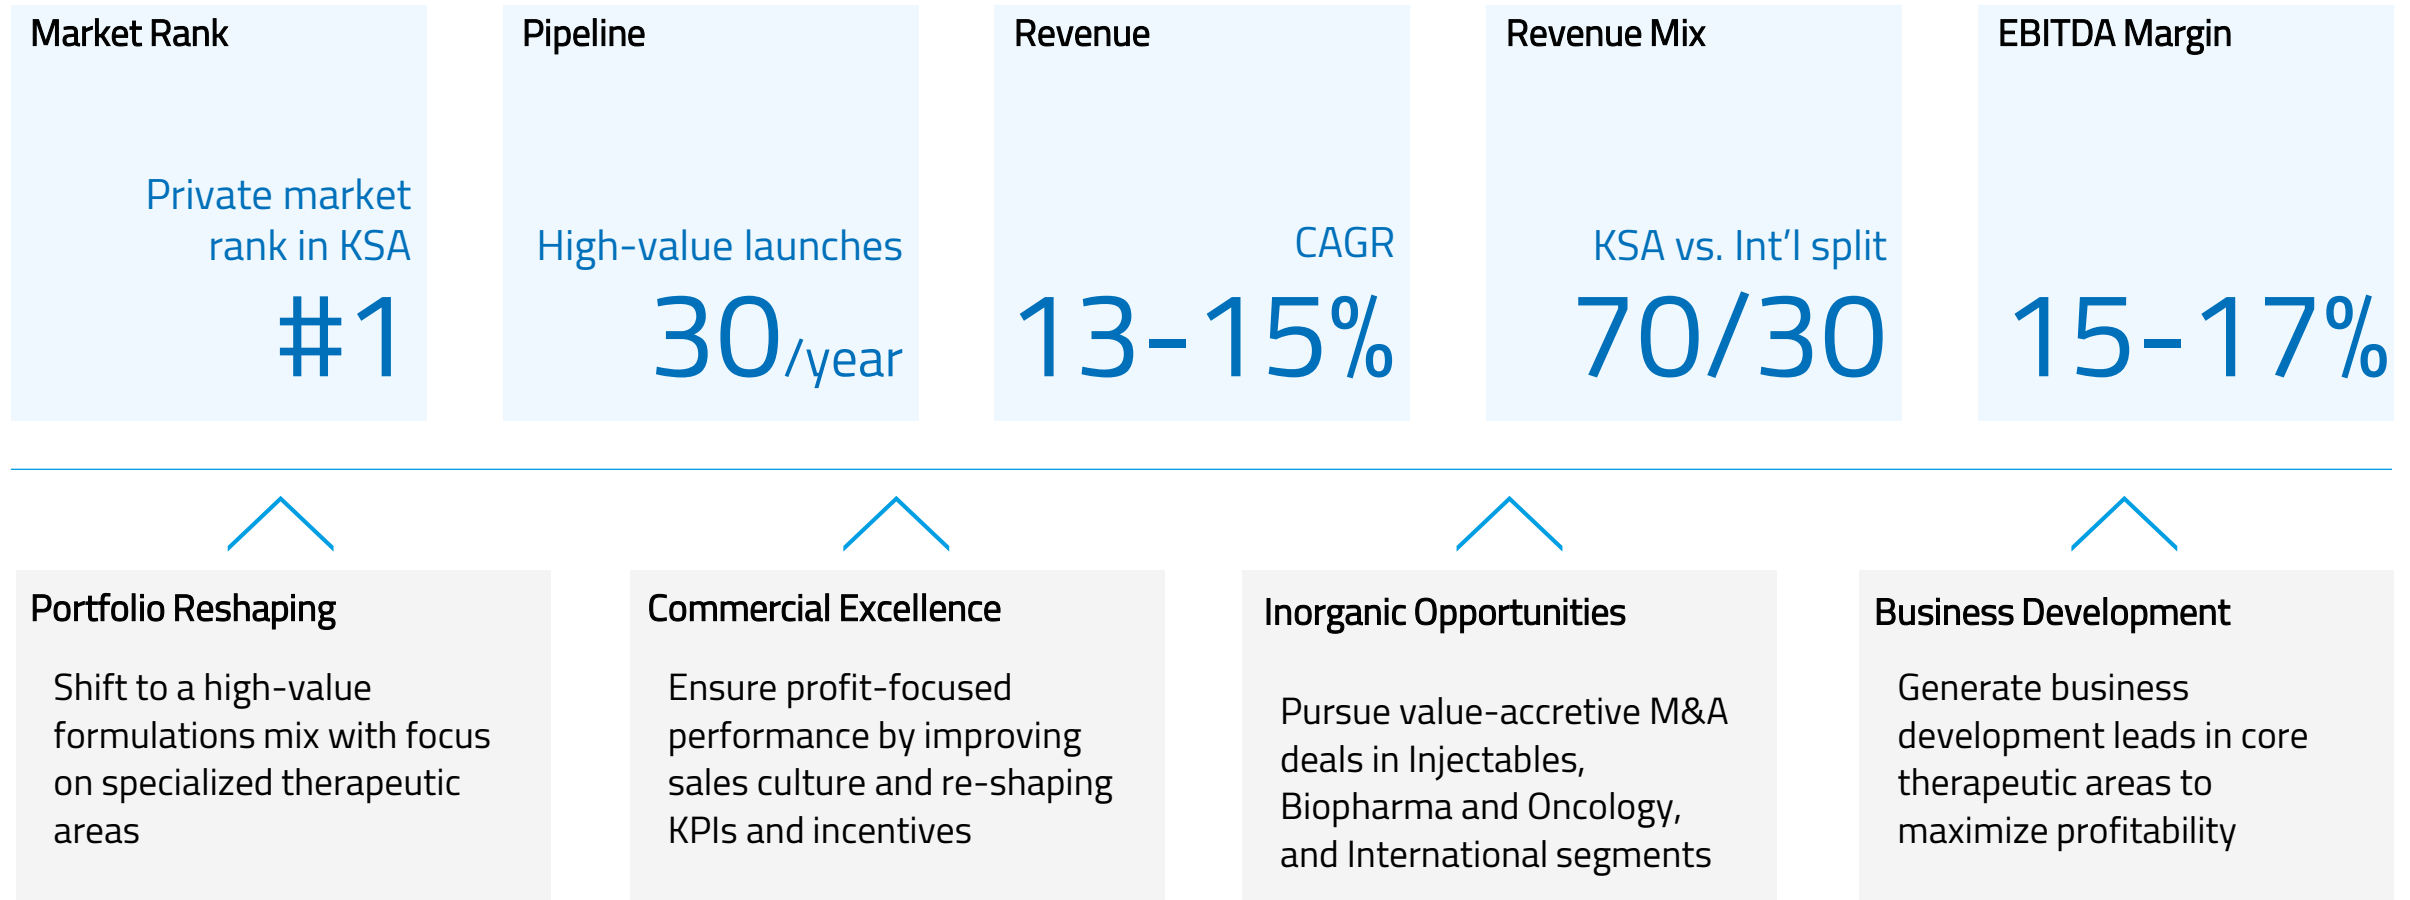 Market Rank
Private market
rank in KSA
#1
Pipeline
High-value launches
30/year
Revenue
CAGR
13-15%
Revenue Mix
KSA vs. Int’l split
70/30
EBITDA Margin
15-17%
Portfolio Reshaping
Shift to a high-value
formulations mix with focus
on specialized therapeutic
areas
Commercial Excellence
Ensure profit-focused
performance by improving
sales culture and re-shaping
KPIs and incentives
Inorganic Opportunities
Pursue value-accretive M&A
deals in Injectables,
Biopharma and Oncology,
and International segments
Business Development
Generate business
development leads in core
therapeutic areas to
maximize profitability